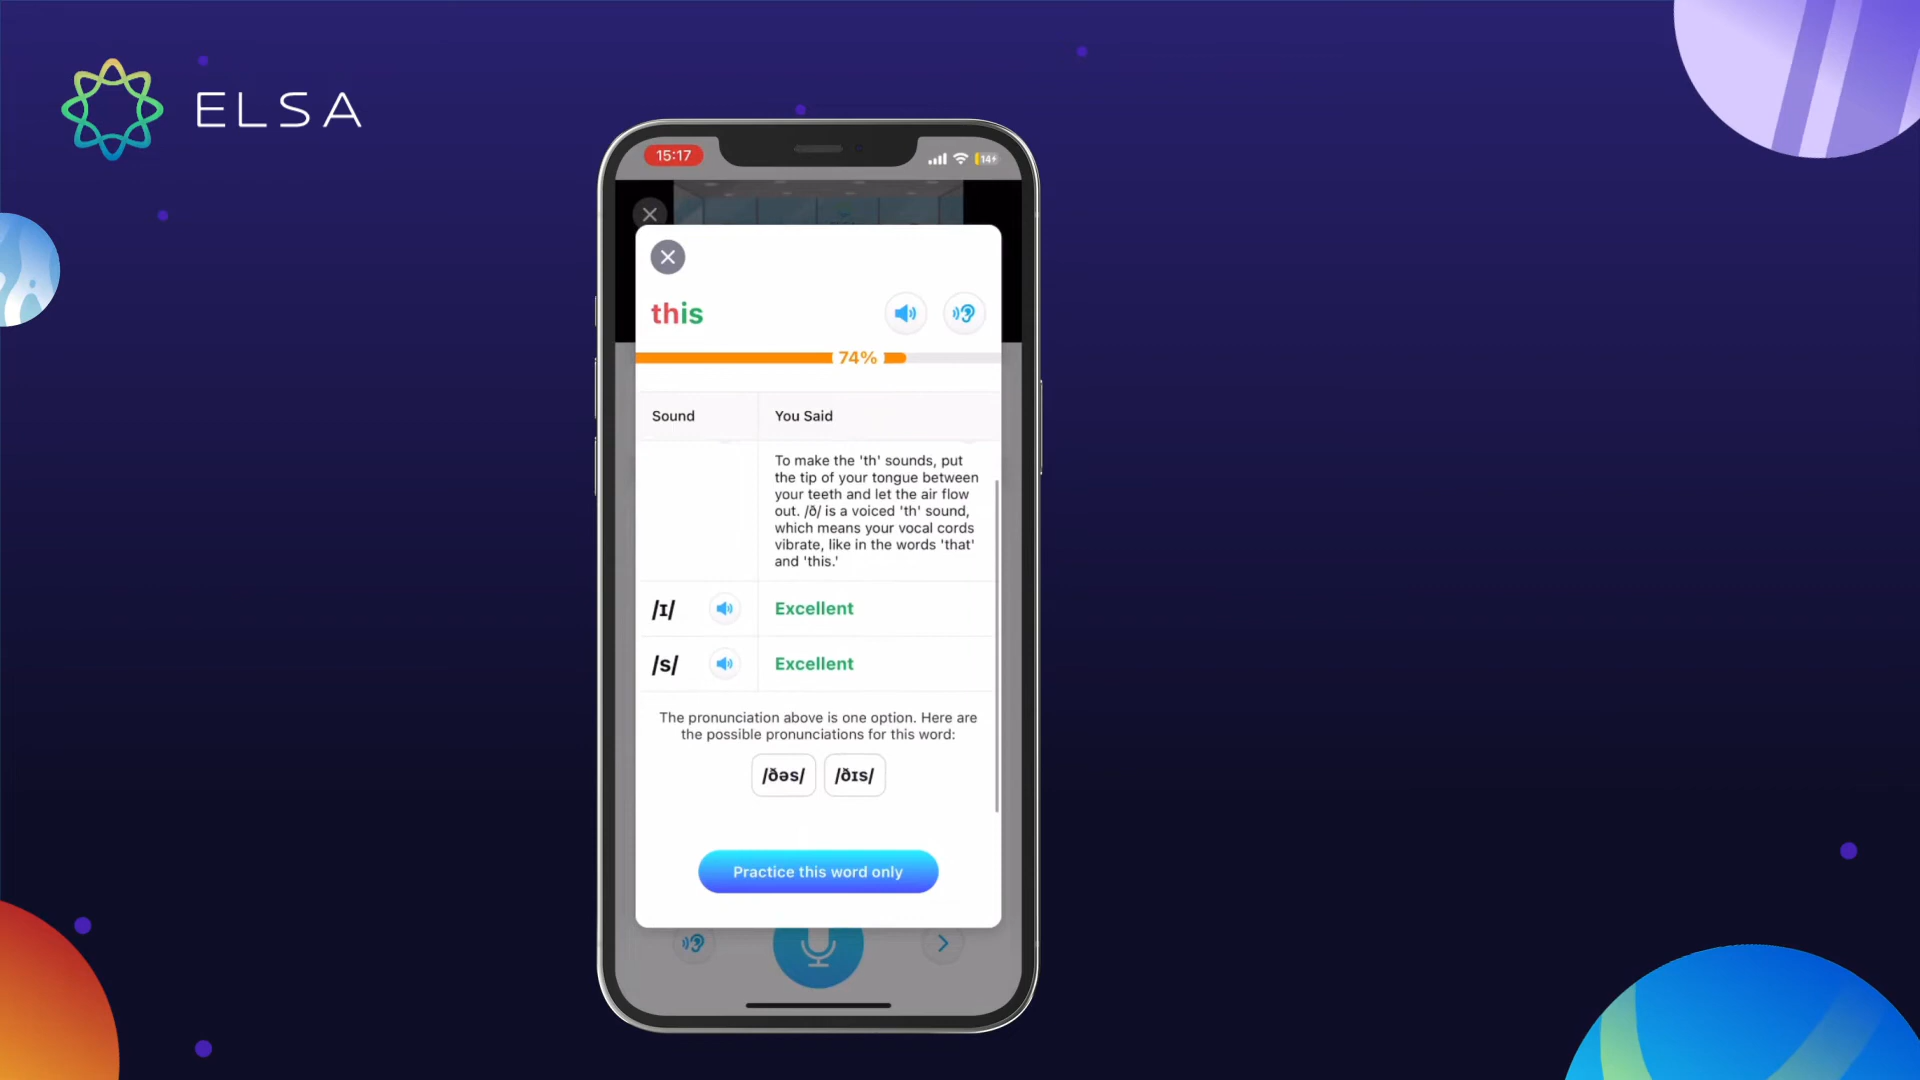 ELSA
15:17
14
this
74%
Sound
You Said
To make the 'th' sounds, put
the tip of your tongue between
your teeth and let the air flow
out. /ð/ is a voiced 'th' sound,
which means your vocal cords
vibrate, like in the words 'that'
and 'this.'
/ɪ/
Excellent
/s/
Excellent
The pronunciation above is one option. Here are
the possible pronunciations for this word:
/ðəs/
/ðɪs/
Practice this word only